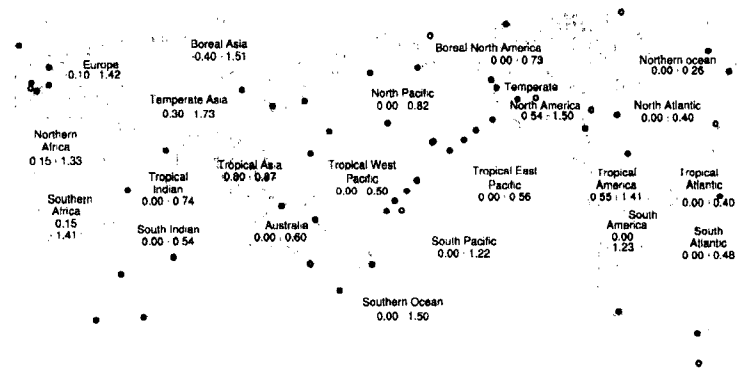 Boreal Asia
-0.40 · 1.51
Boreal North America
0.00 · 0.73
Europe
-0.10 · 1.42
Northern ocean
0.00 · 0.26
Temperate Asia
0.30 · 1.73
North Pacific
0.00 · 0.82
Temperate
North America
0.54 · 1.50
North Atlantic
0.00 · 0.40
Northern
Africa
0.15 · 1.33
Tropical
Indian
0.00 · 0.74
Tropical Asia
0.80 · 0.87
Tropical West
Pacific
0.00 · 0.50
Tropical East
Pacific
0.00 · 0.56
Tropical
America
0.55 · 1.41
Tropical
Atlantic
0.00 · 0.40
Southern
Africa
0.15
1.41
South Indian
0.00 · 0.54
Australia
0.00 · 0.60
South Pacific
0.00 · 1.22
South
America
0.00
1.23
South
Atlantic
0.00 · 0.48
Southern Ocean
0.00 1.50